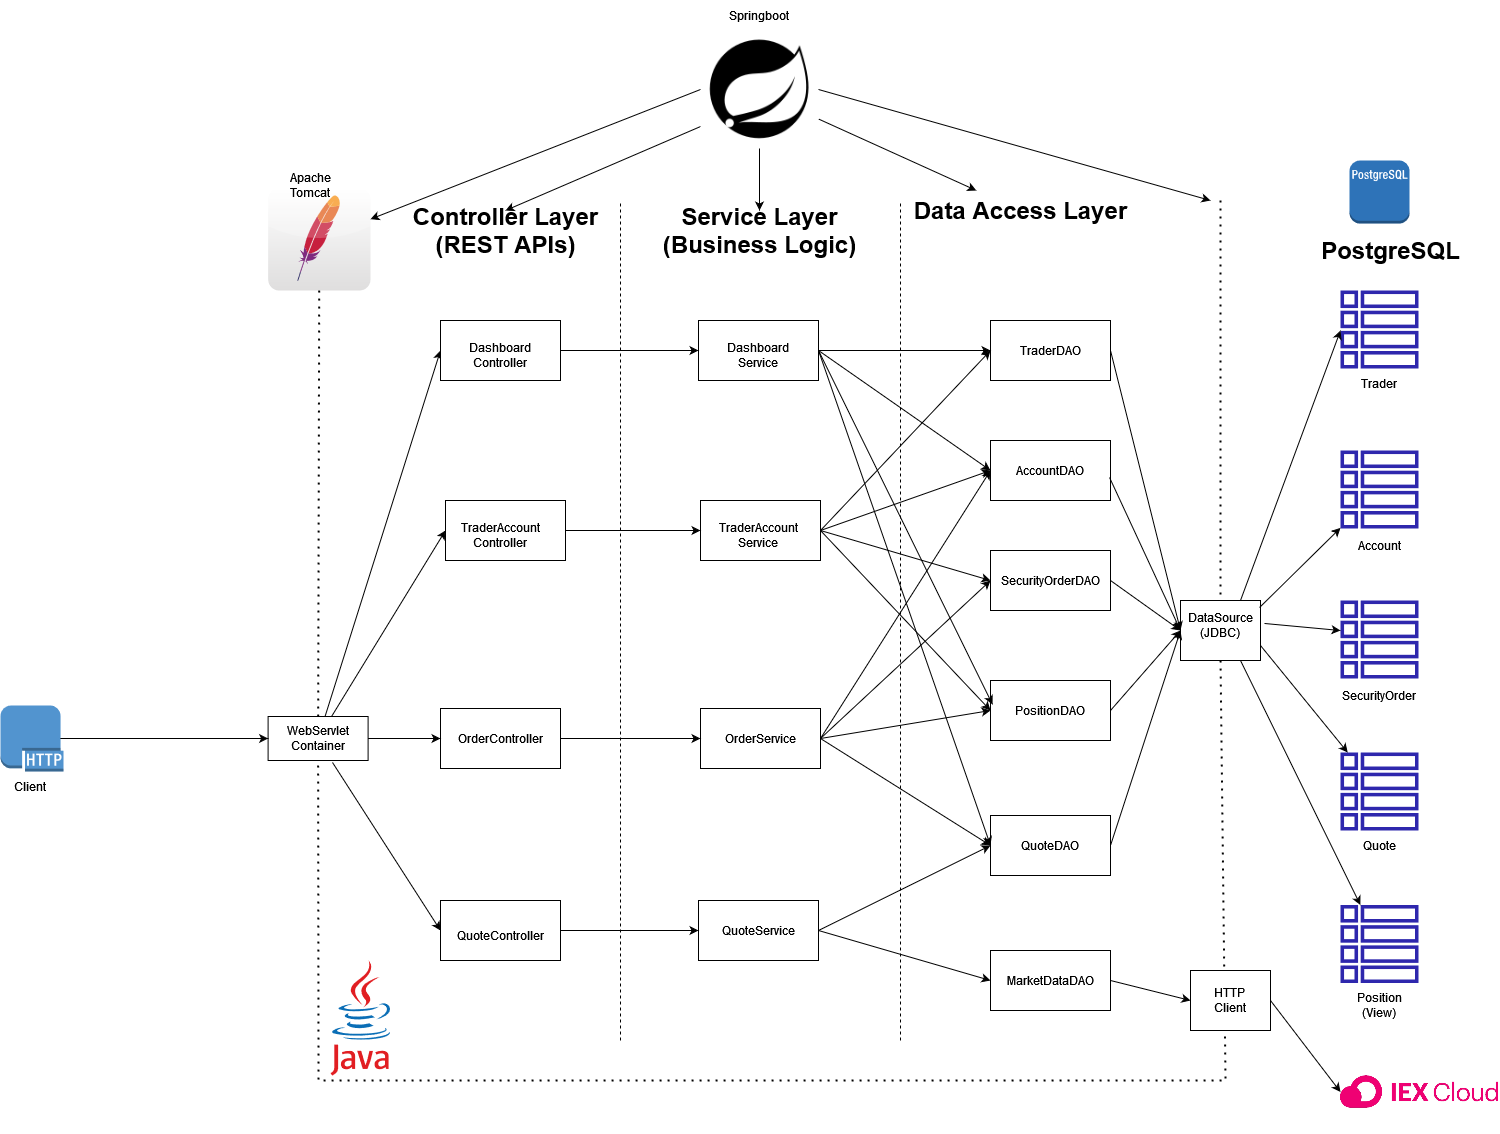 Springboot
Apache
Tomcat
Controller Layer
(REST APIs)
Service Layer
(Business Logic)
Data Access Layer
PostgreSQL
PostgreSQL
Dashboard
Controller
Dashboard
Service
TraderDAO
Trader
AccountDAO
TraderAccount
Controller
TraderAccount
Service
Account
SecurityOrderDAO
DataSource
(JDBC)
SecurityOrder
PositionDAO
HTTP
Client
WebServlet
Container
OrderController
OrderService
QuoteDAO
Quote
QuoteController
QuoteService
MarketDataDAO
HTTP
Client
Position
(View)
Java
IEX Cloud